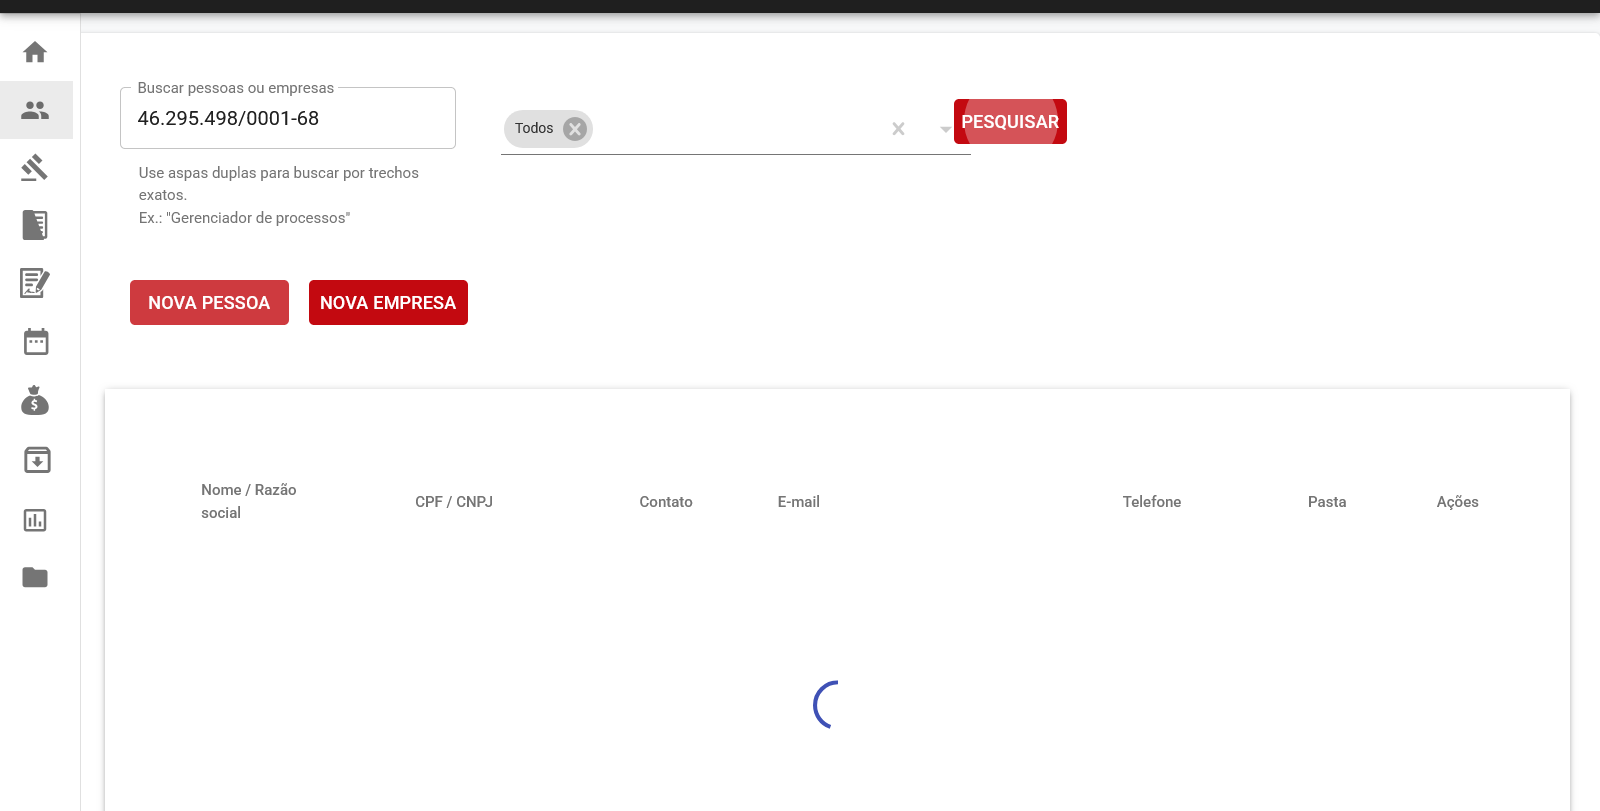 Buscar pessoas ou empresas
46.295.498/0001-68
Todos
PESQUISAR
Use aspas duplas para buscar por trechos
exatos.
Ex.: "Gerenciador de processos"
NOVA PESSOA
NOVA EMPRESA
Nome / Razão
social
CPF / CNPJ
Contato
E-mail
Telefone
Pasta
Ações